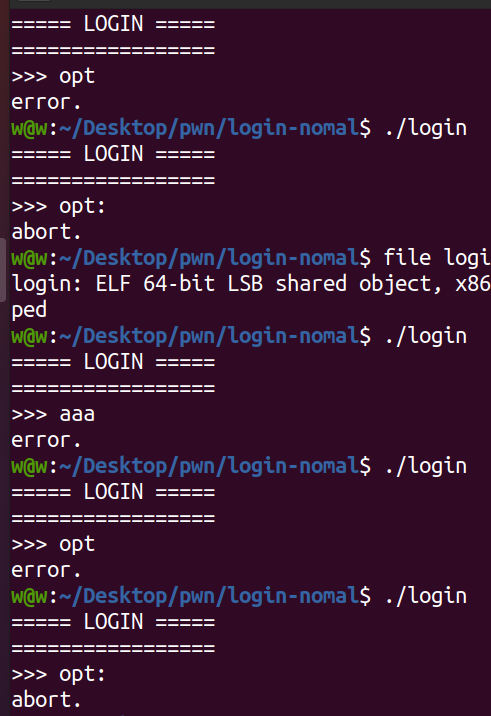 ===== LOGIN =====
=================
>>> opt
error.
w@w:~/Desktop/pwn/login-nomal$ ./login
===== LOGIN =====
=================
>>> opt:
abort.
w@w:~/Desktop/pwn/login-nomal$ file logi
login: ELF 64-bit LSB shared object, x86
ped
w@w:~/Desktop/pwn/login-nomal$ ./login
===== LOGIN =====
=================
>>> aaa
error.
w@w:~/Desktop/pwn/login-nomal$ ./login
===== LOGIN =====
=================
>>> opt
error.
w@w:~/Desktop/pwn/login-nomal$ ./login
===== LOGIN =====
=================
>>> opt:
abort.